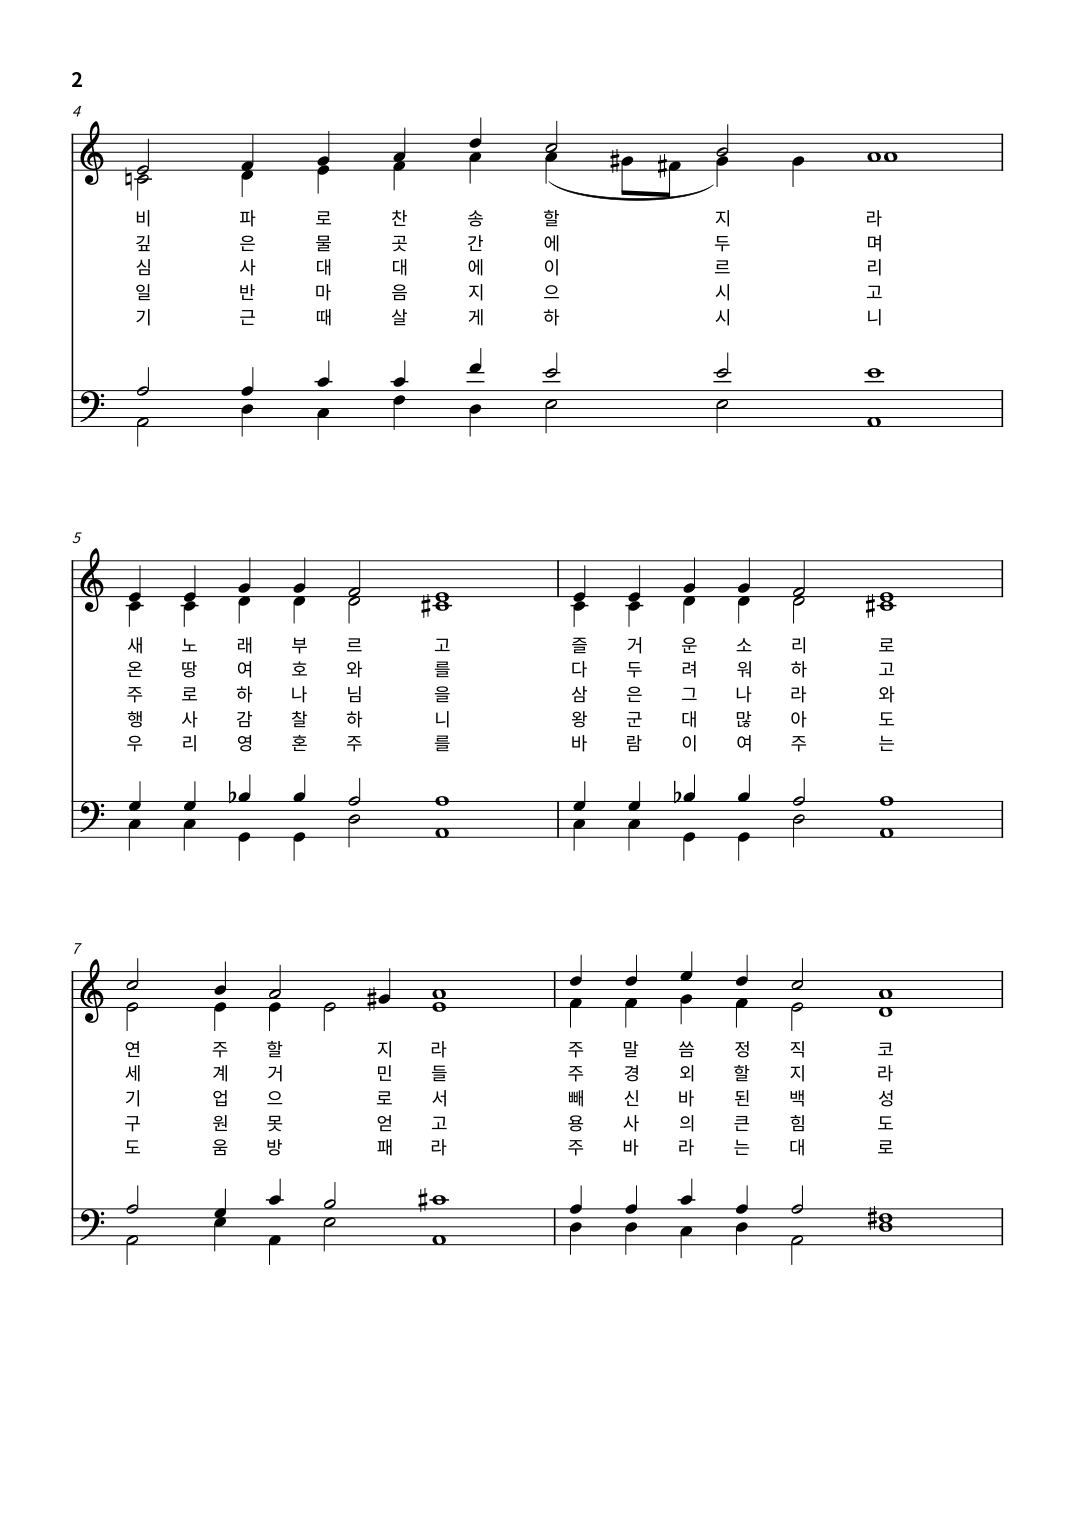 2
4
비 파 로 찬 송 할 지 라
깊 은 물 곳 간 에 두 며
심 사 대 대 에 이 르 리
일 반 마 음 지 으 시 고
기 근 때 살 게 하 시 니
5
새 노 래 부 르 고 즐 거 운 소 리 로
온 땅 여 호 와 를 다 두 려 워 하 고
주 로 하 나 님 을 삼 은 그 나 라 와
행 사 감 찰 하 니 왕 군 대 많 아 도
우 리 영 혼 주 를 바 람 이 여 주 는
7
연 주 할 지 라 주 말 씀 정 직 코
세 계 거 민 들 주 경 외 할 지 라
기 업 으 로 서 빼 신 바 된 백 성
구 원 못 얻 고 용 사 의 큰 힘 도
도 움 방 패 라 주 바 라 는 대 로